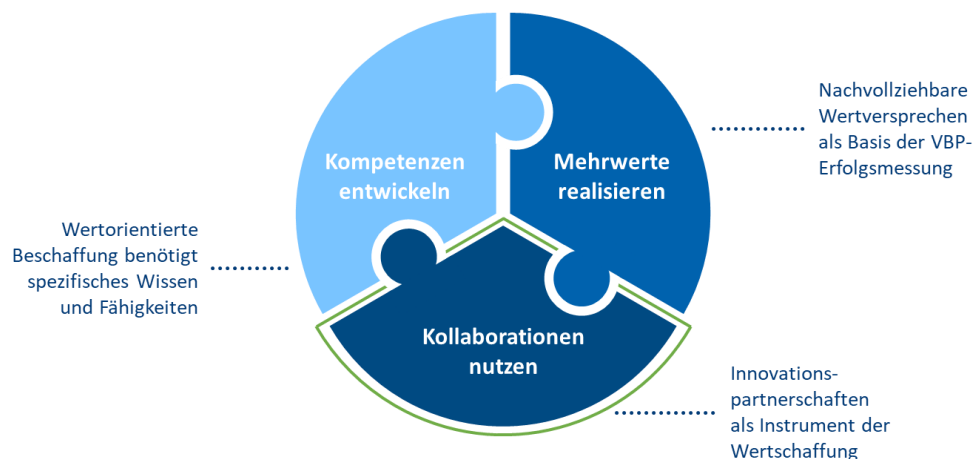 Kompetenzen
entwickeln
Mehrwerte
realisieren
Kollaborationen
nutzen
Nachvollziehbare
Wertversprechen
als Basis der VBP-
Erfolgsmessung
Wertorientierte
Beschaffung benötigt
spezifisches Wissen
und Fähigkeiten
Innovations-
partnerschaften
als Instrument der
Wertschaffung